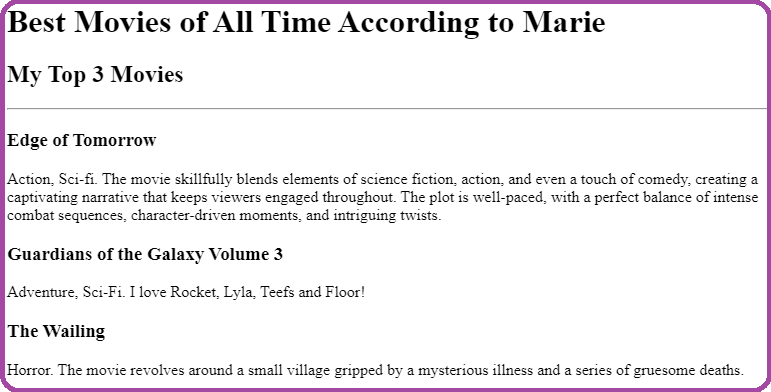 Best Movies of All Time According to Marie
My Top 3 Movies
Edge of Tomorrow
Action, Sci-fi. The movie skillfully blends elements of science fiction, action, and even a touch of comedy, creating a
captivating narrative that keeps viewers engaged throughout. The plot is well-paced, with a perfect balance of intense
combat sequences, character-driven moments, and intriguing twists.
Guardians of the Galaxy Volume 3
Adventure, Sci-Fi. I love Rocket, Lyla, Teefs and Floor!
The Wailing
Horror. The movie revolves around a small village gripped by a mysterious illness and a series of gruesome deaths.